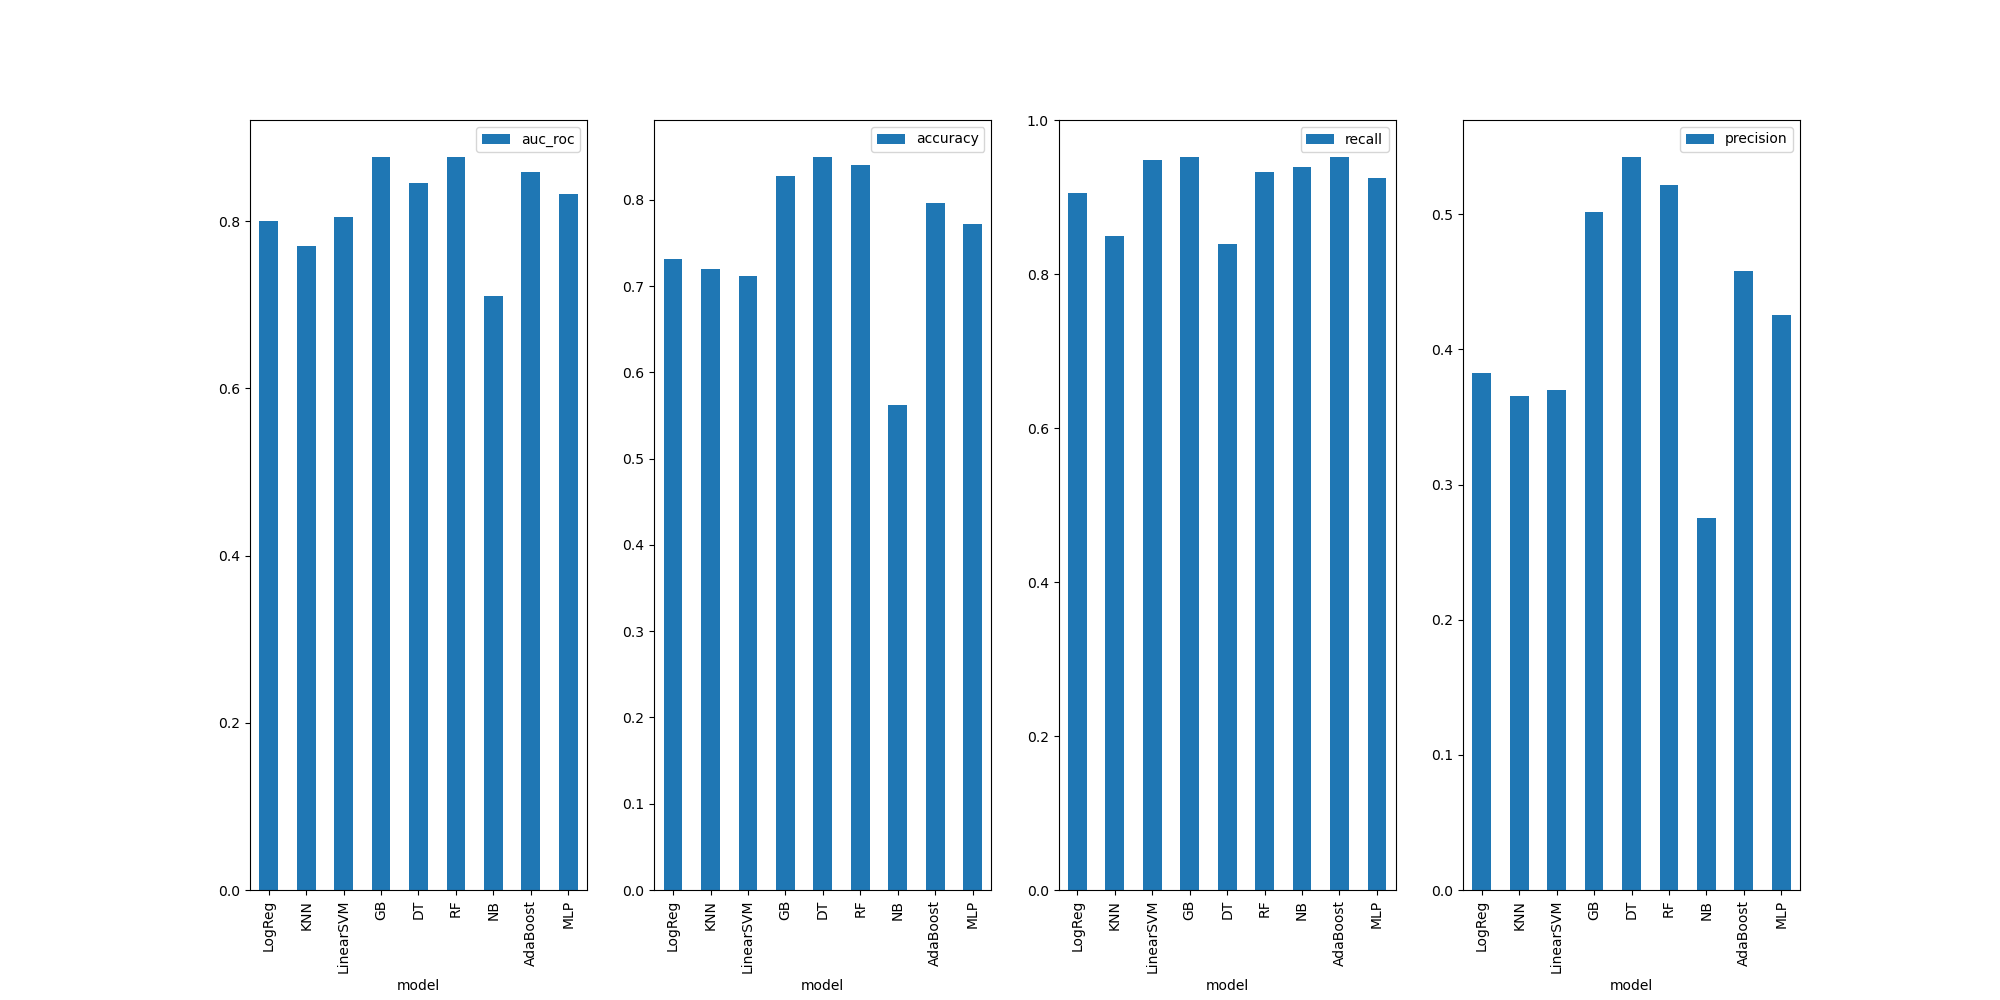 auc_roc
0.8
0.6
0.4
0.2
0.0
LogReg
KNN
LinearSVM
GB
DT
RF
NB
AdaBoost
MLP
model
accuracy
0.8
0.7
0.6
0.5
0.4
0.3
0.2
0.1
0.0
LogReg
KNN
LinearSVM
GB
DT
RF
NB
AdaBoost
MLP
model
recall
1.0
0.8
0.6
0.4
0.2
0.0
LogReg
KNN
LinearSVM
GB
DT
RF
NB
AdaBoost
MLP
model
precision
0.5
0.4
0.3
0.2
0.1
0.0
LogReg
KNN
LinearSVM
GB
DT
RF
NB
AdaBoost
MLP
model